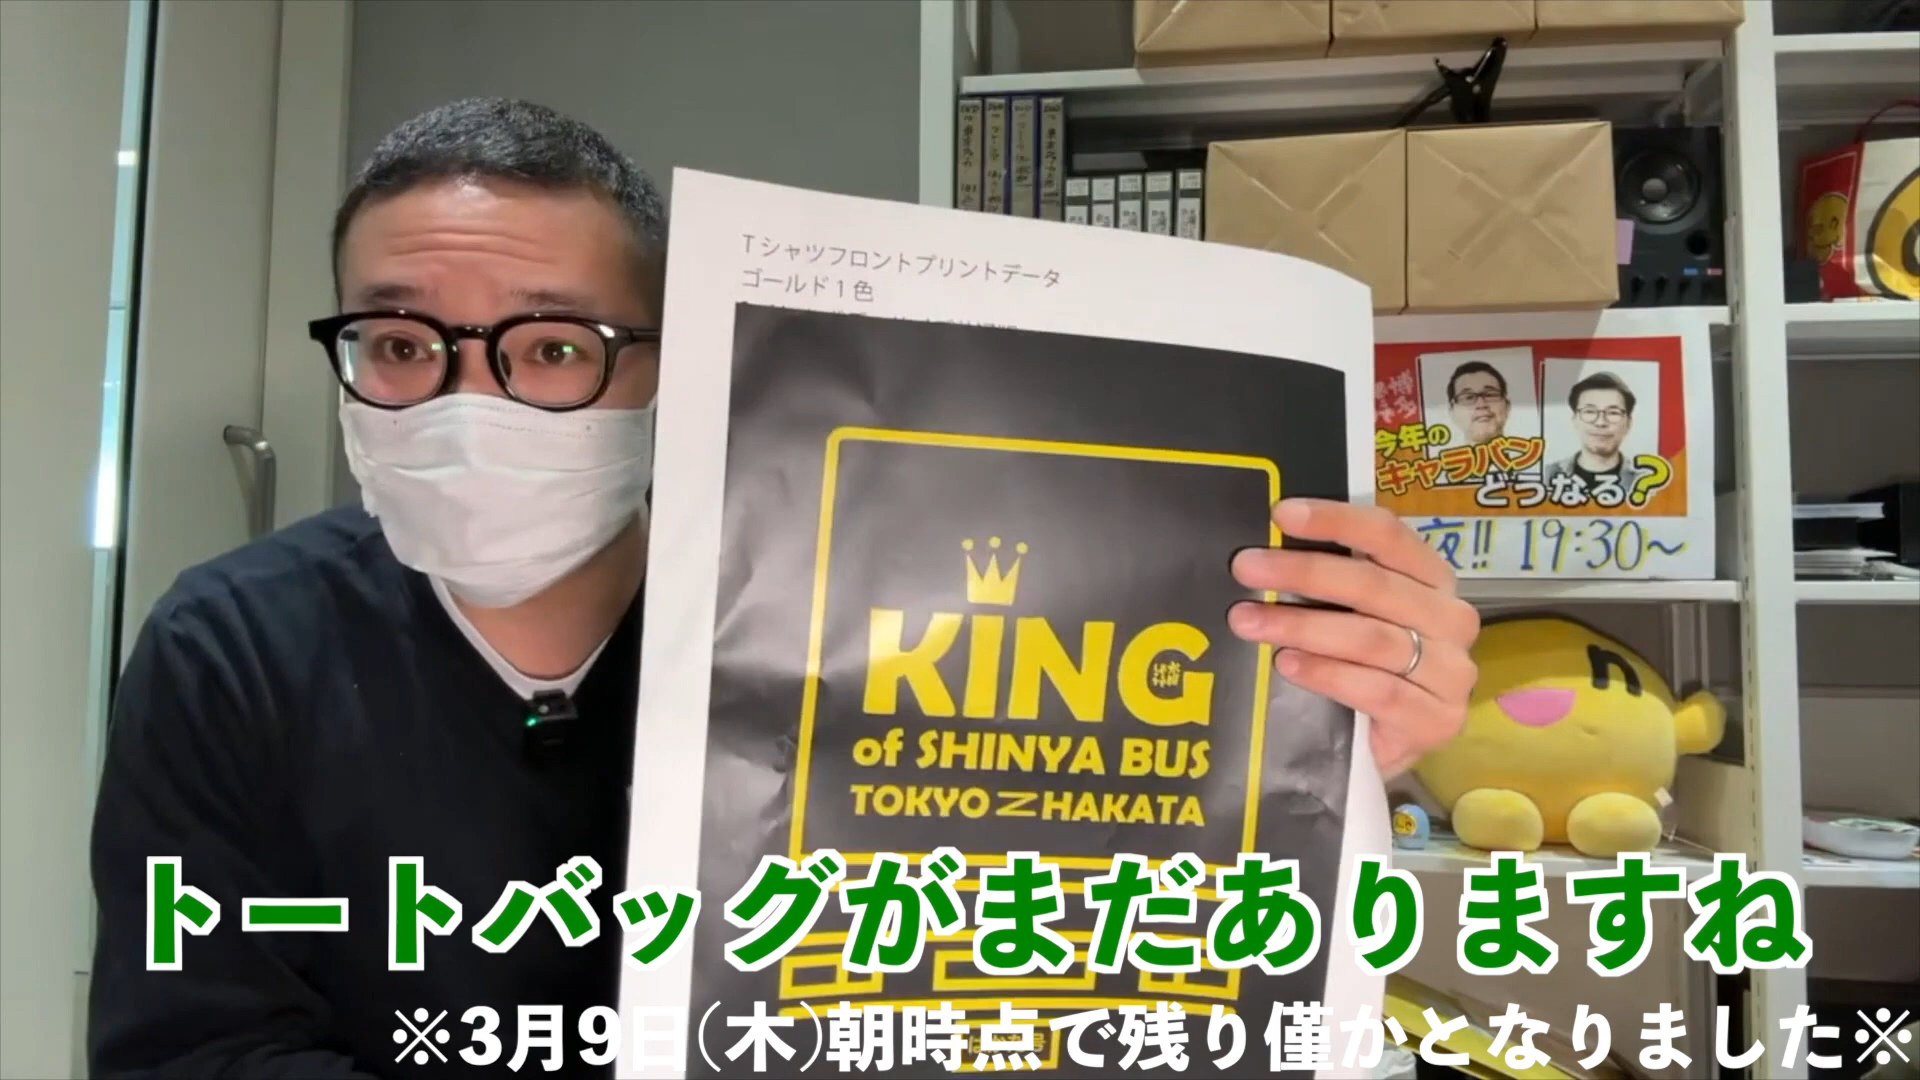 Tシャツフロントプリントデータ
ゴールド1色
KING
of SHINYA BUS
TOKYO HAKATA
今年の
キャラバン
どうなる?
夜!! 19:30~
トートバッグがまだありますね
※3月9日(木)朝時点で残り僅かとなりました※